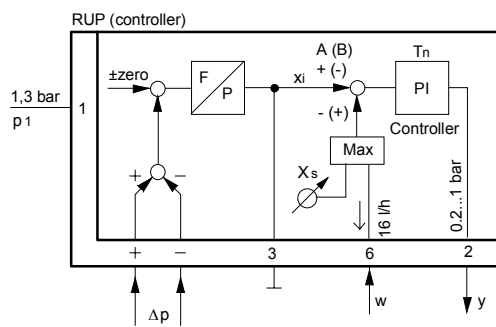 RUP (controller)
A (B)
Tn
±zero
F
P
xi
+ (-)
PI
1,3 bar
p1
1
- (+)
Controller
Max
+
−
Xs
16 l/h
0.2...1 bar
+
−
3
6
2
Δp
w
y